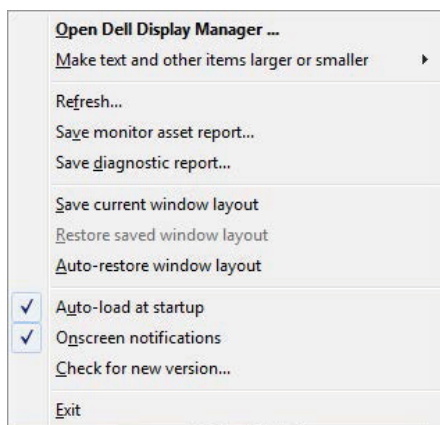 Open Dell Display Manager ...
Make text and other items larger or smaller
Refresh...
Save monitor asset report...
Save diagnostic report...
Save current window layout
Restore saved window layout
Auto-restore window layout
Auto-load at startup
Onscreen notifications
Check for new version...
Exit